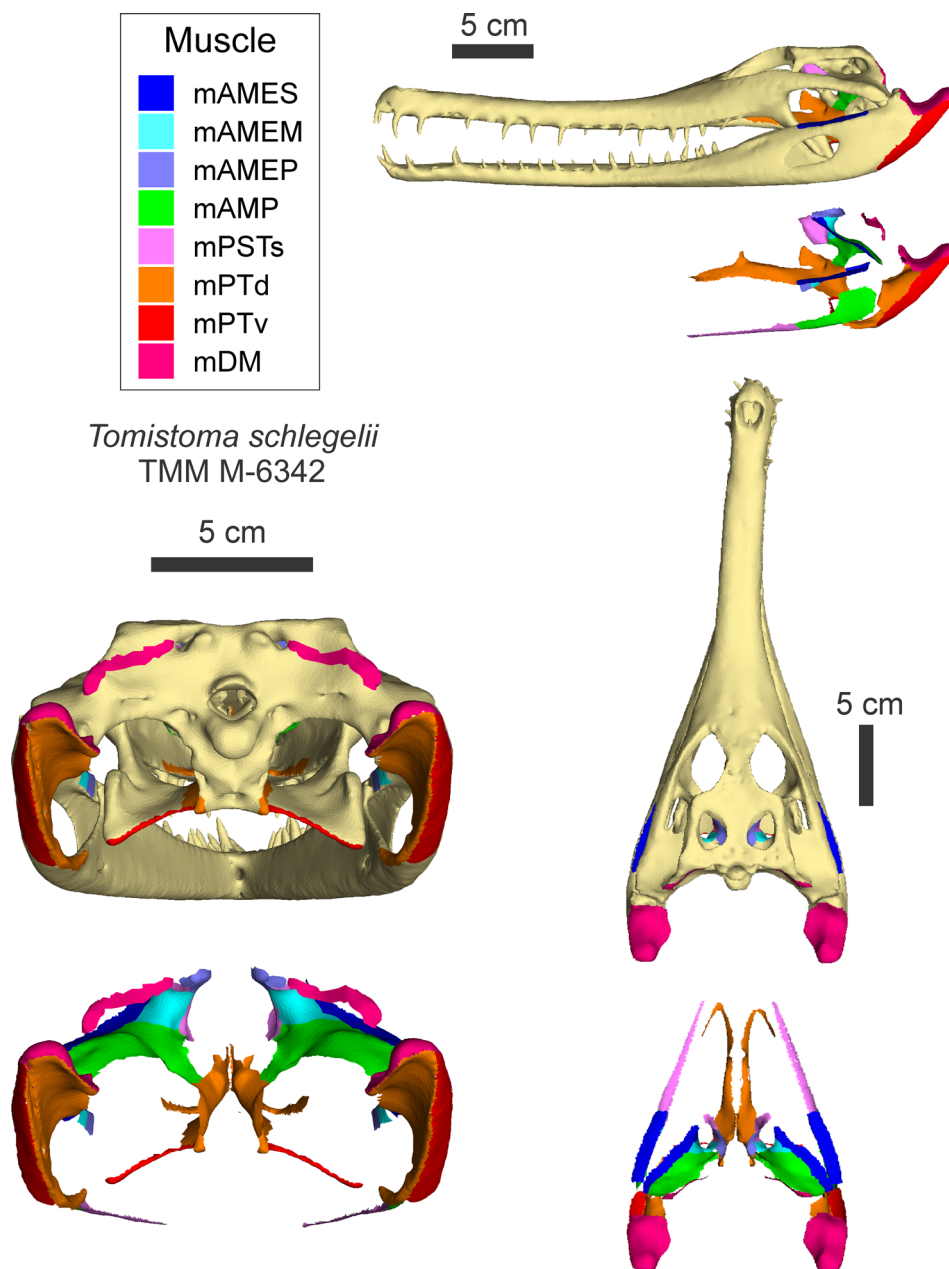 Muscle
mAMES
mAMEM
mAMEP
mAMP
mPSTs
mPTd
mPTv
mDM
5 cm
Tomistoma schlegelii
TMM M-6342
5 cm
5 cm